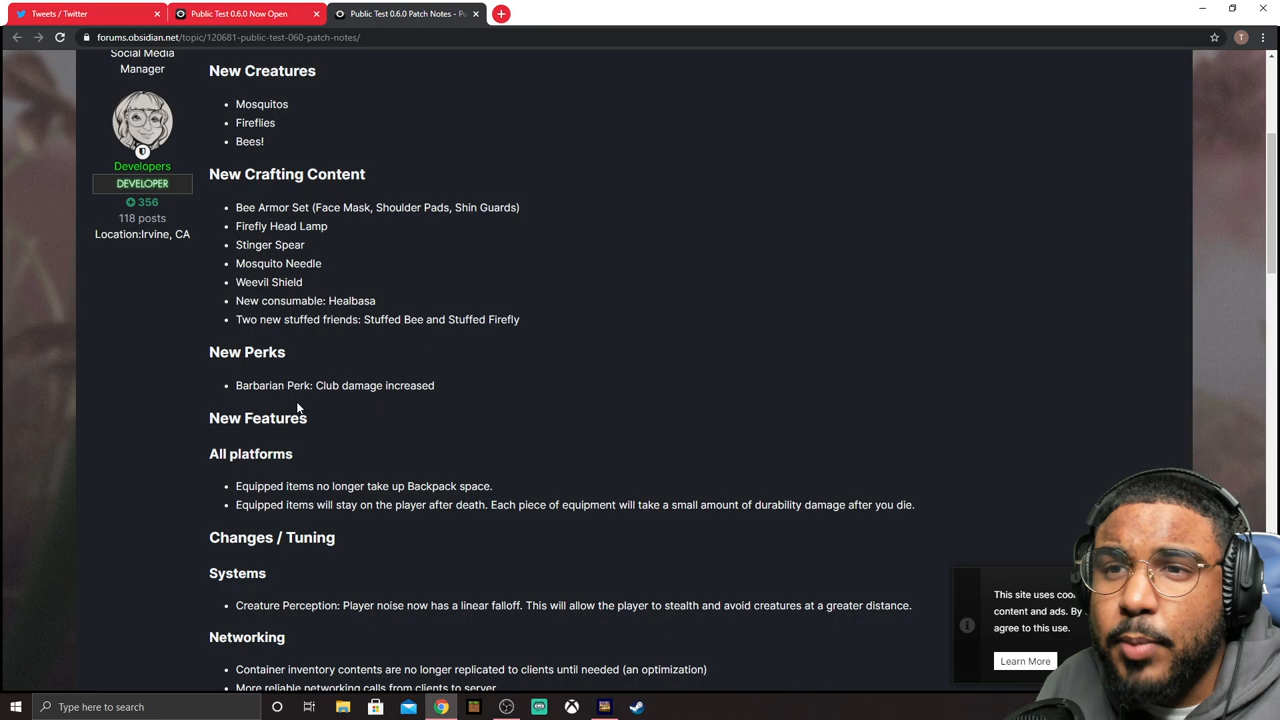 Tweets / Twitter
Public Test 0.6.0 Now Open
Public Test 0.6.0 Patch Notes - Pu
forums.obsidian.net/topic/120681-public-test-060-patch-notes/
T
Social Media
Manager
Developers
DEVELOPER
356
118 posts
Location:Irvine, CA
New Creatures
Mosquitos
Fireflies
Bees!
New Crafting Content
Bee Armor Set (Face Mask, Shoulder Pads, Shin Guards)
Firefly Head Lamp
Stinger Spear
Mosquito Needle
Weevil Shield
New consumable: Healbasa
Two new stuffed friends: Stuffed Bee and Stuffed Firefly
New Perks
Barbarian Perk: Club damage increased
New Features
All platforms
Equipped items no longer take up Backpack space.
Equipped items will stay on the player after death. Each piece of equipment will take a small amount of durability damage after you die.
Changes / Tuning
Systems
Creature Perception: Player noise now has a linear falloff. This will allow the player to stealth and avoid creatures at a greater distance.
Networking
Container inventory contents are no longer replicated to clients until needed (an optimization)
More reliable networking calls from clients to server
This site uses
content and ads. By
agree to this use.
Learn More
Type here to search